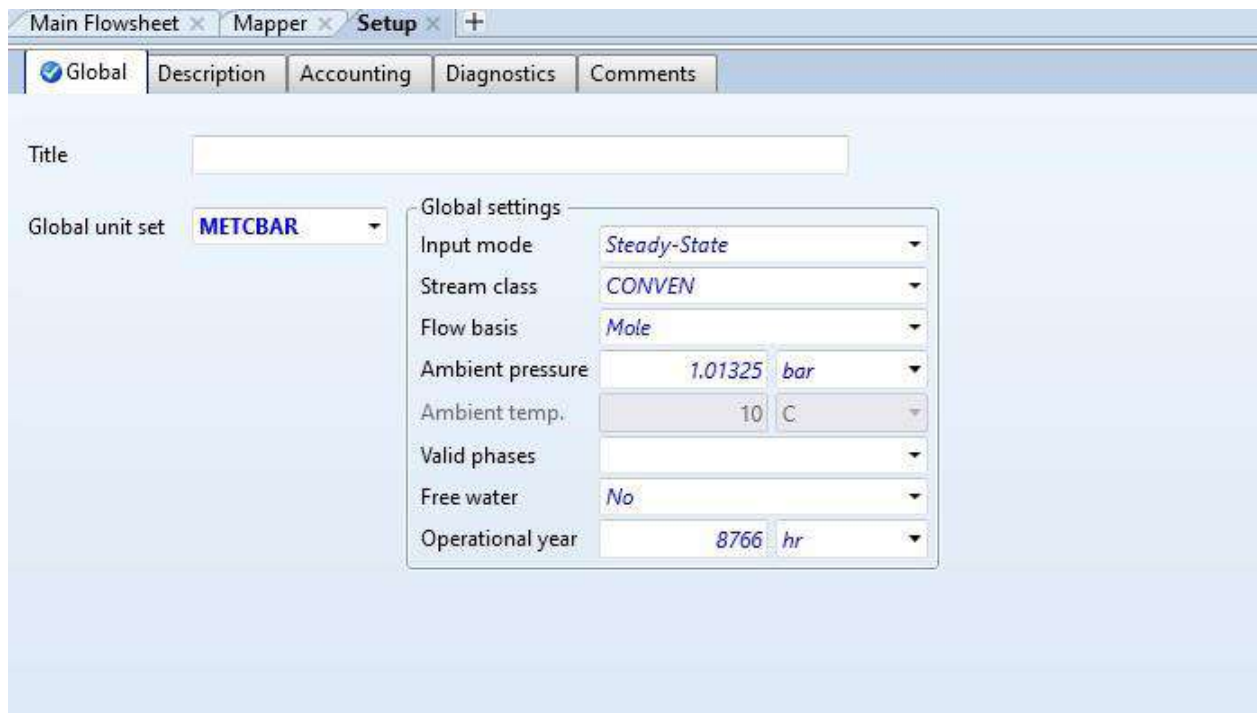 Main Flowsheet × Mapper × Setup × +
Global Description Accounting Diagnostics Comments
Title
Global unit set METCBAR
Global settings
Input mode Steady-State
Stream class CONVEN
Flow basis Mole
Ambient pressure 1.01325 bar
Ambient temp. 10 C
Valid phases
Free water No
Operational year 8766 hr